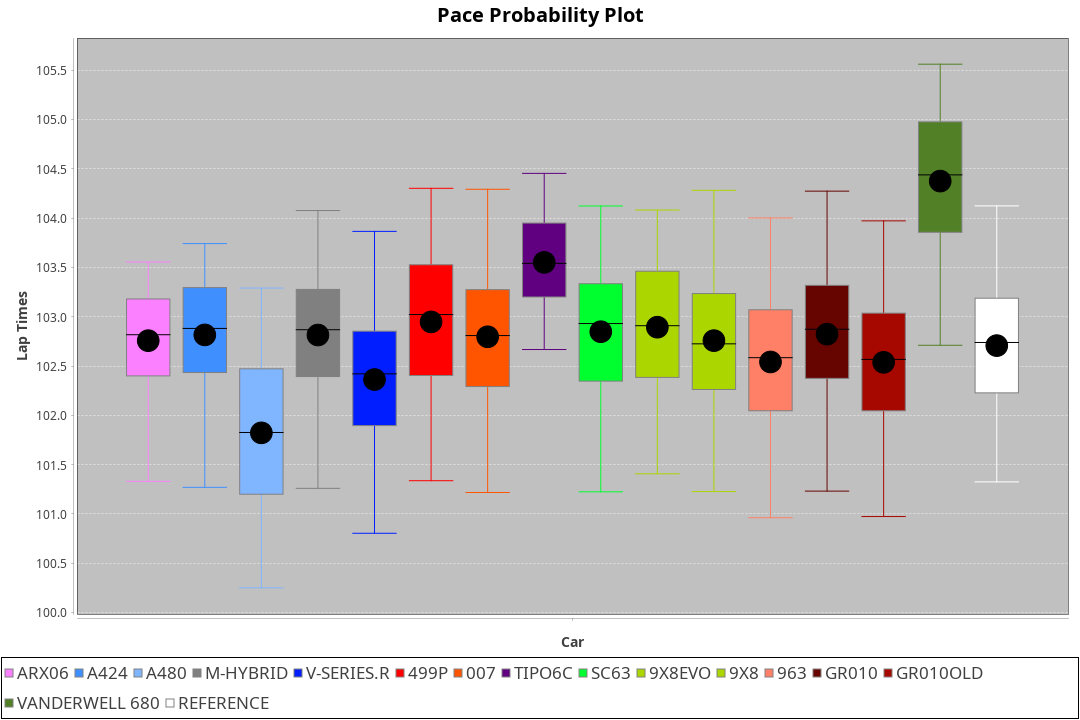 Pace Probability Plot
105.5
105.0
104.5
104.0
103.5
103.0
102.5
102.0
101.5
101.0
100.5
100.0
Lap Times
Car
ARX06 A424 A480 M-HYBRID V-SERIES.R 499P 007 TIPO6C SC63 9X8EVO 9X8 963 GR010 GR010OLD
VANDERWELL 680 REFERENCE